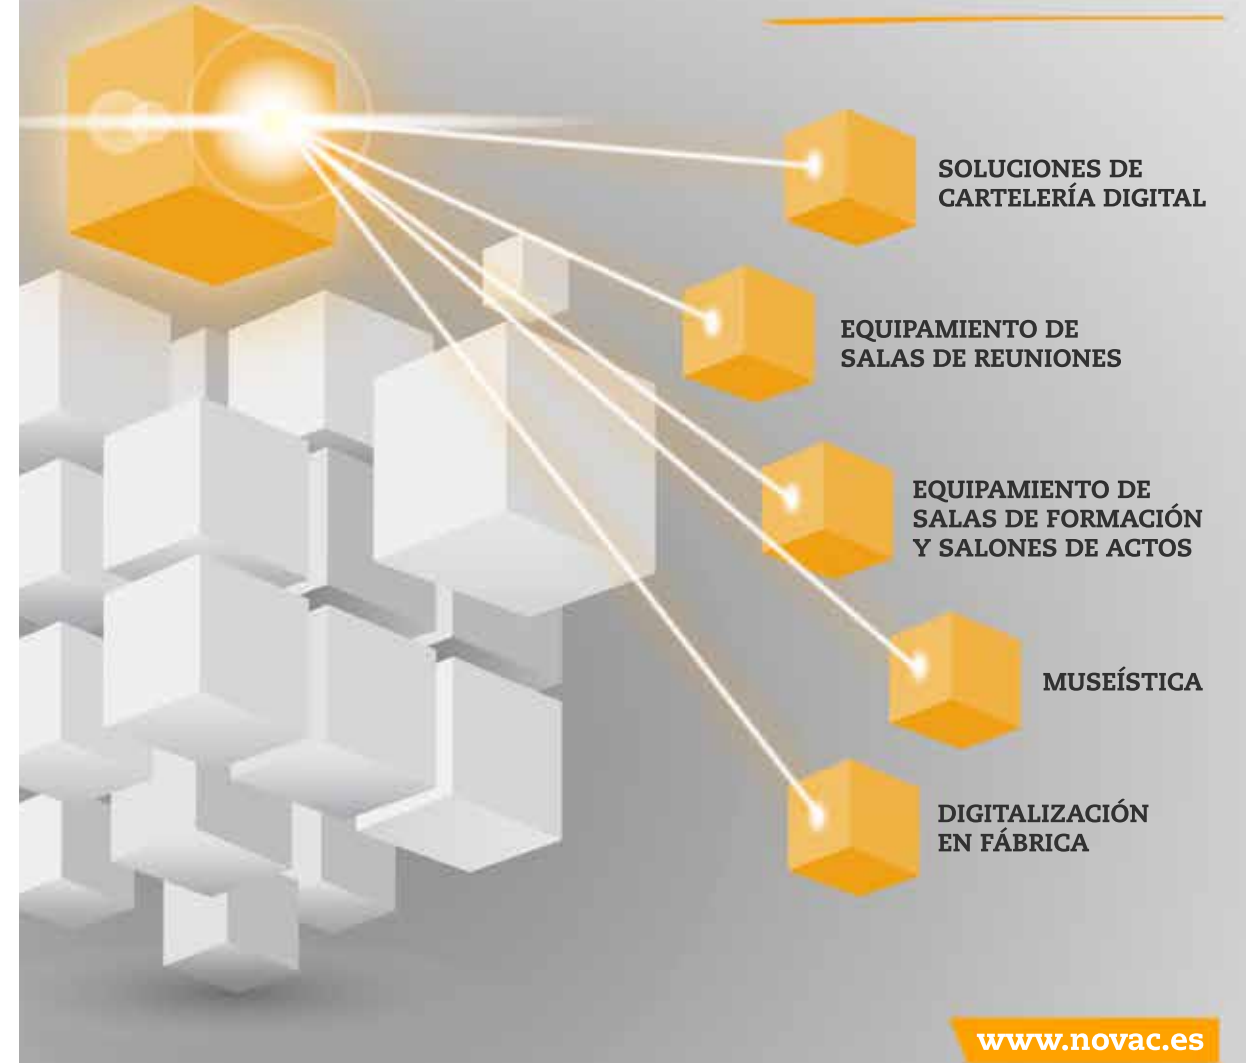 SOLUCIONES DE
CARTELERÍA DIGITAL
EQUIPAMIENTO DE
SALAS DE REUNIONES
EQUIPAMIENTO DE
SALAS DE FORMACIÓN
Y SALONES DE ACTOS
MUSEÍSTICA
DIGITALIZACIÓN
EN FÁBRICA
www.novac.es